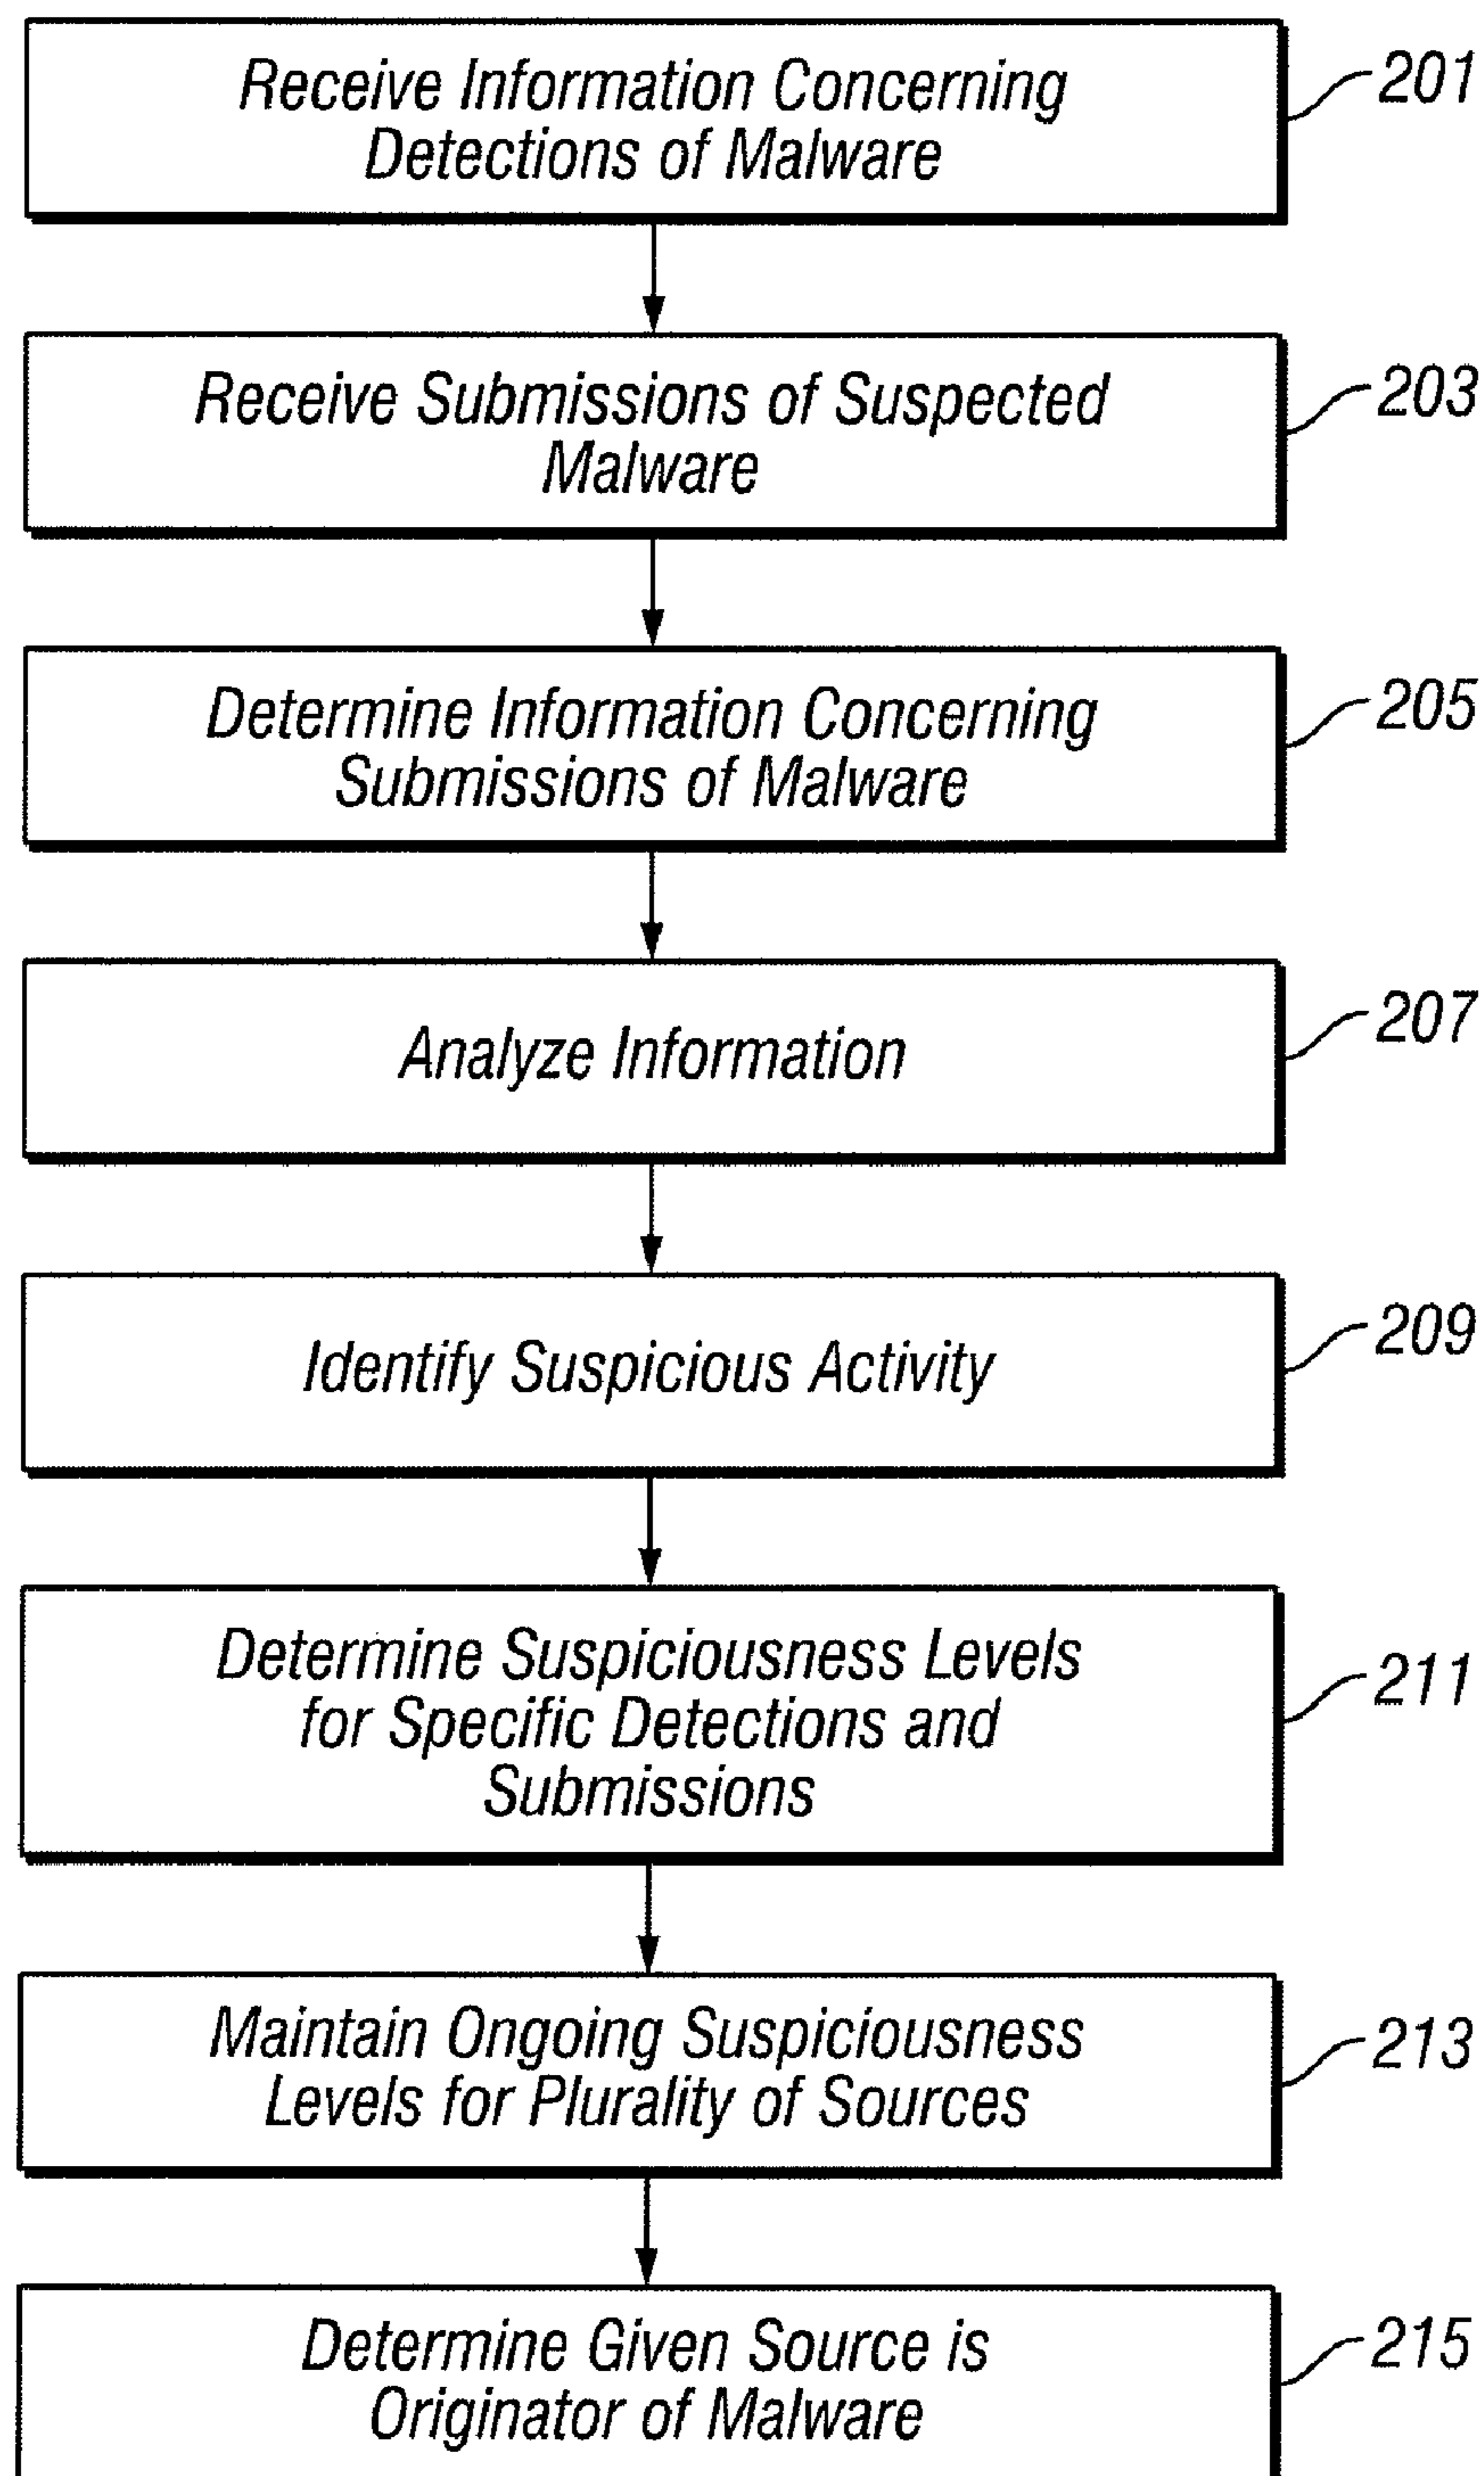 Receive Information Concerning
Detections of Malware
201
Receive Submissions of Suspected
Malware
203
Determine Information Concerning
Submissions of Malware
205
Analyze Information
207
Identify Suspicious Activity
209
Determine Suspiciousness Levels
for Specific Detections and
Submissions
211
Maintain Ongoing Suspiciousness
Levels for Plurality of Sources
213
Determine Given Source is
Originator of Malware
215